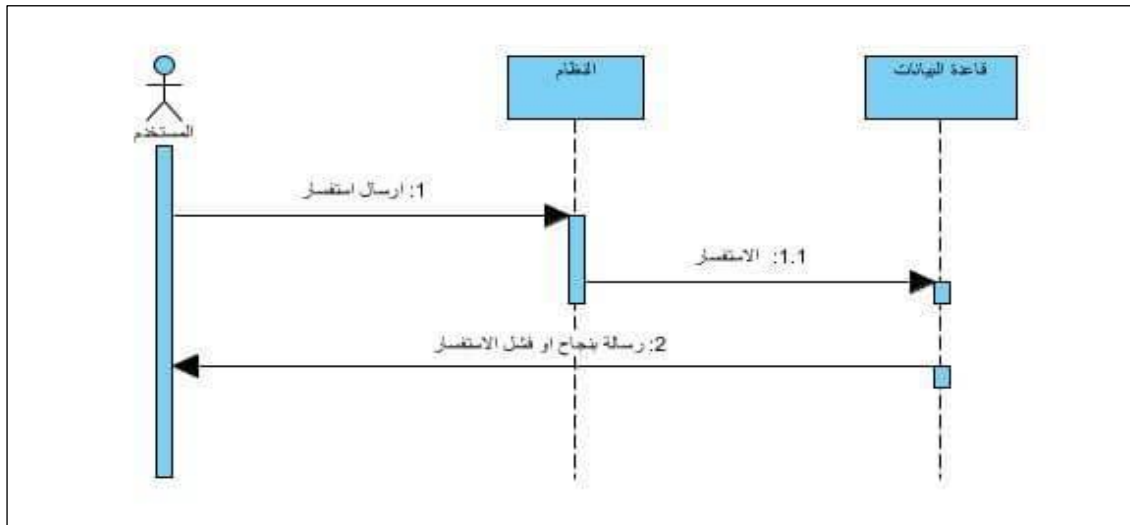 النظام
قاعدة البيانات
المستخدم
1: ارسال استفسار
1.1: الاستفسار
2: رسالة بنجاح او فشل الاستفسار